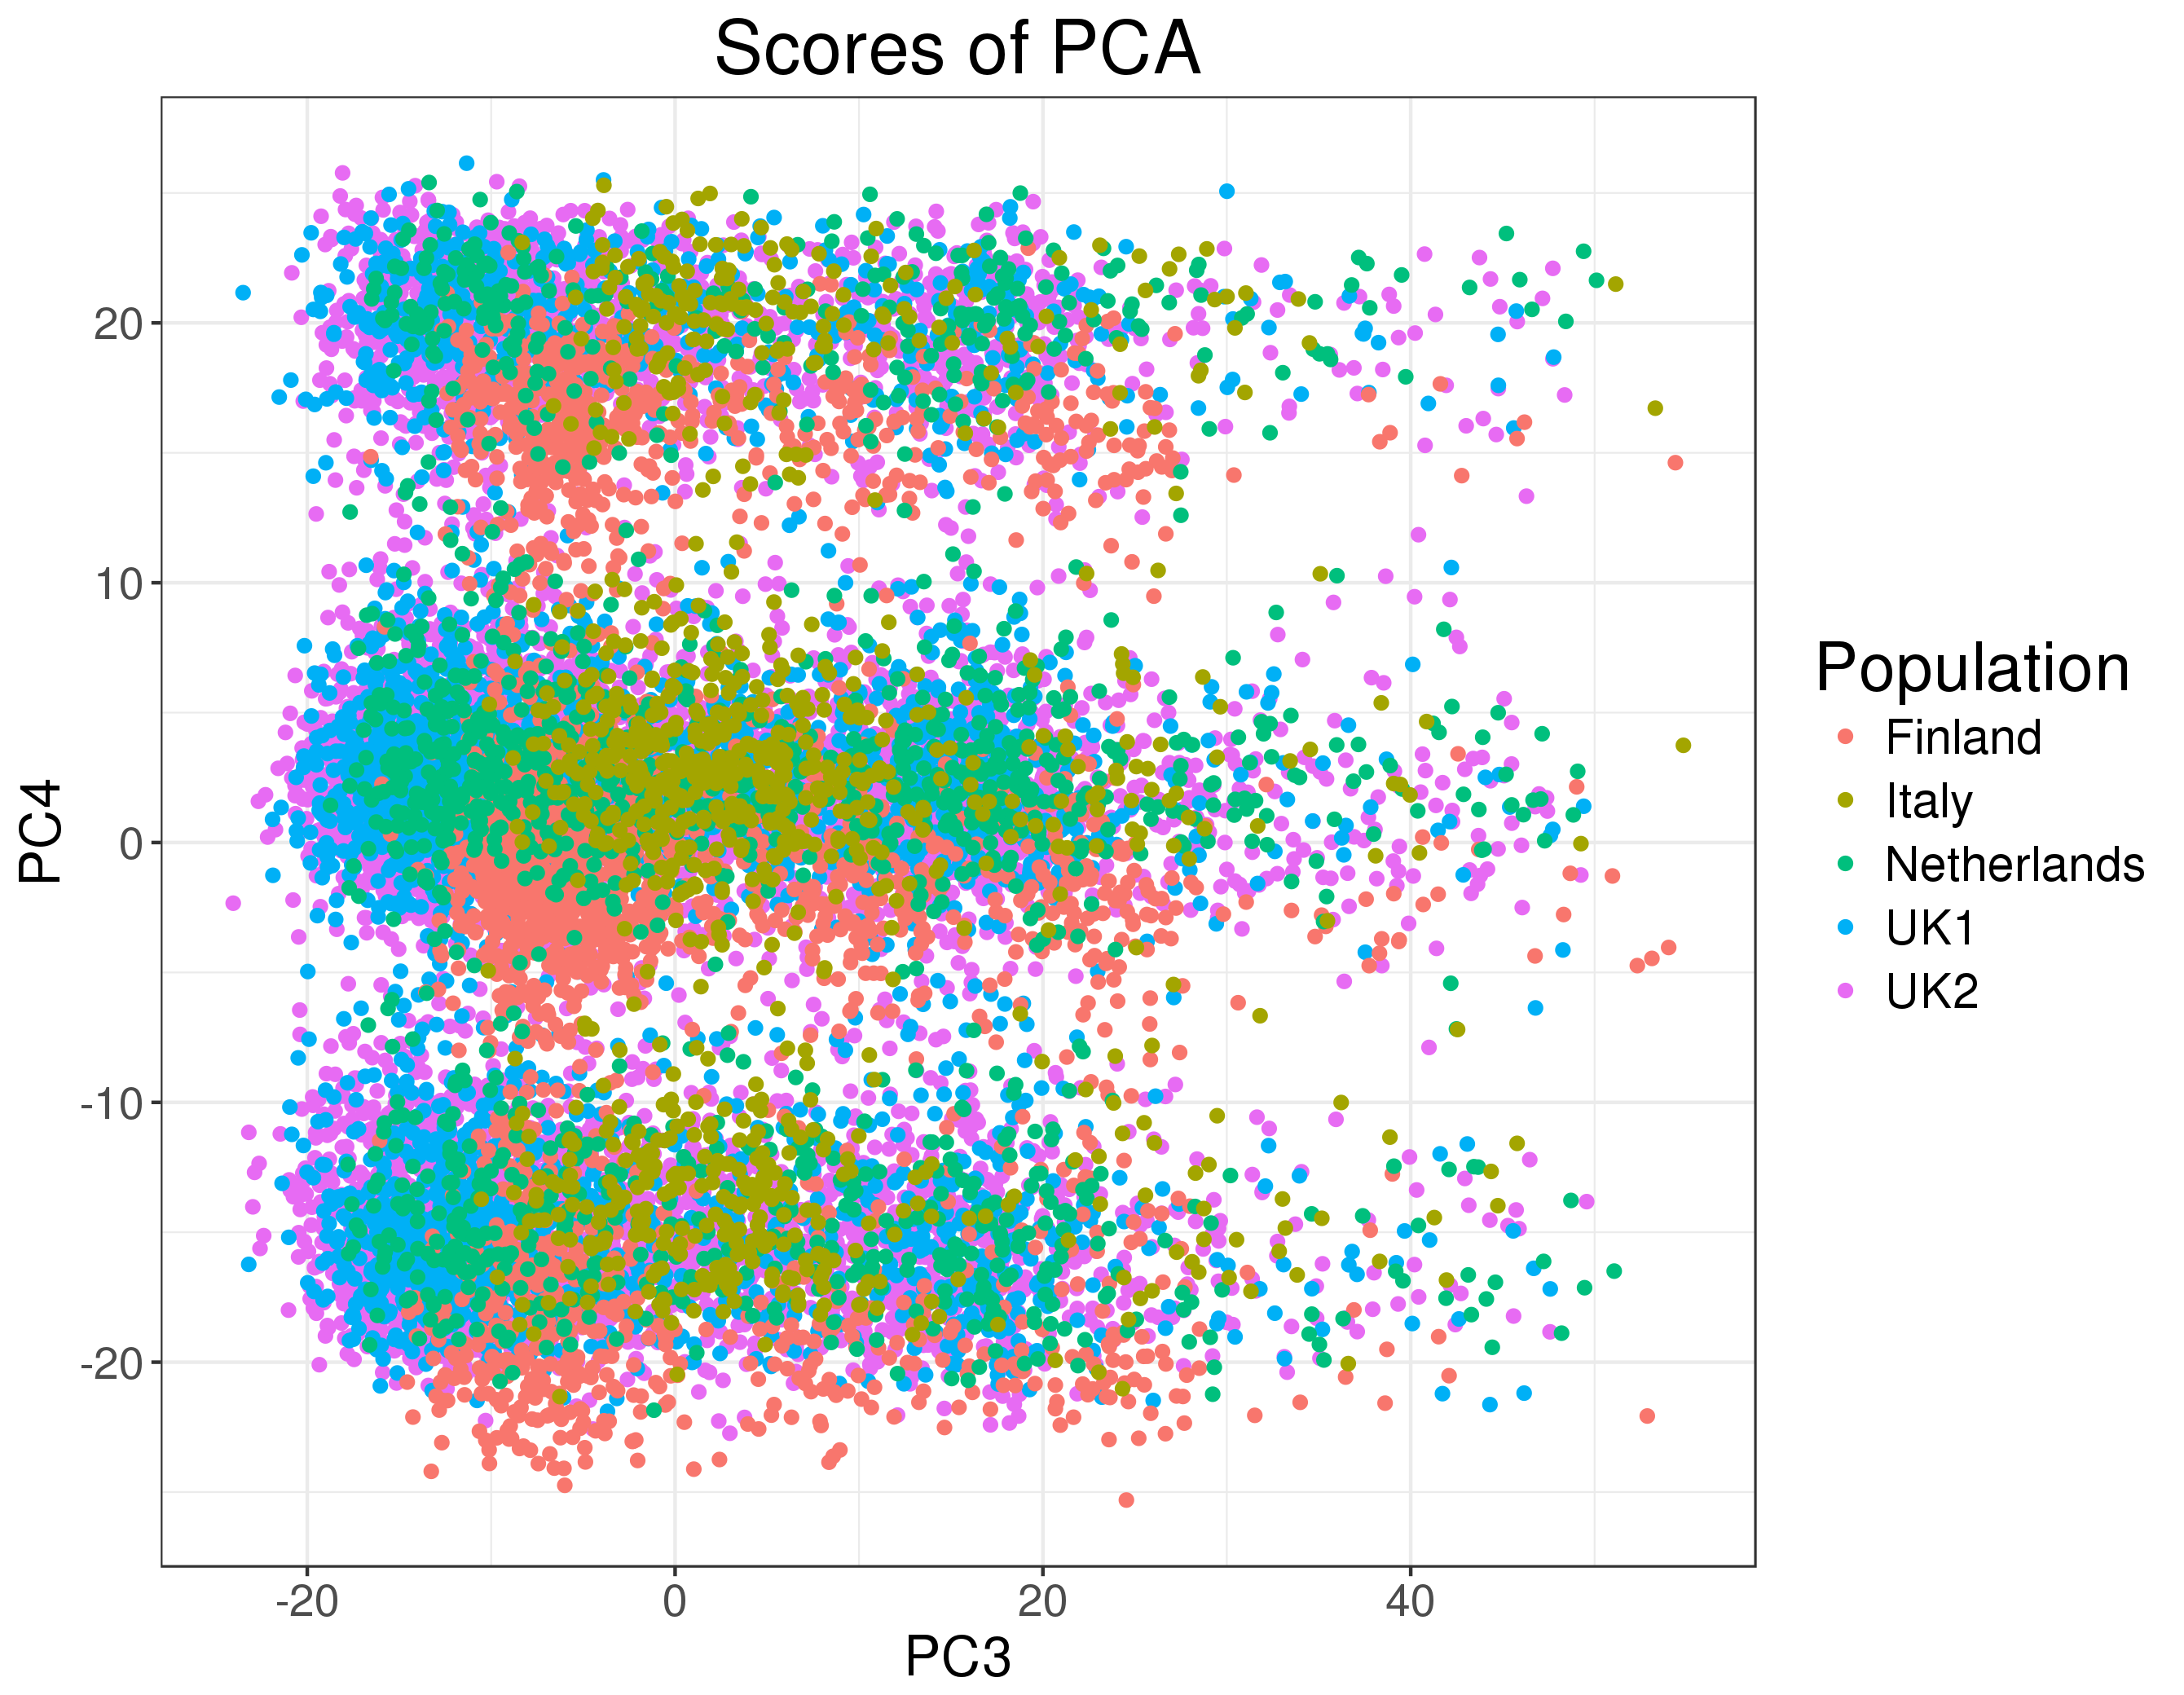 Scores of PCA
20
10
0
-10
-20
PC4
-20
0
20
40
PC3
Population
Finland
Italy
Netherlands
UK1
UK2